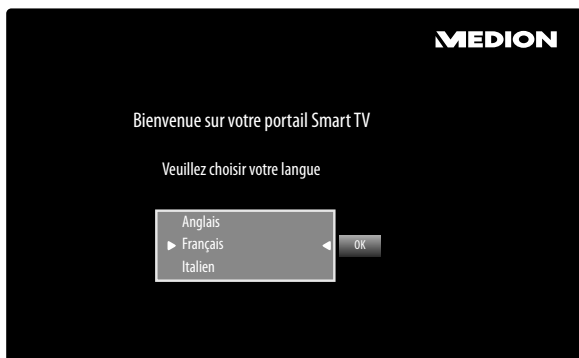 MEDION
Bienvenue sur votre portail Smart TV
Veuillez choisir votre langue
Anglais
Français
OK
Italien